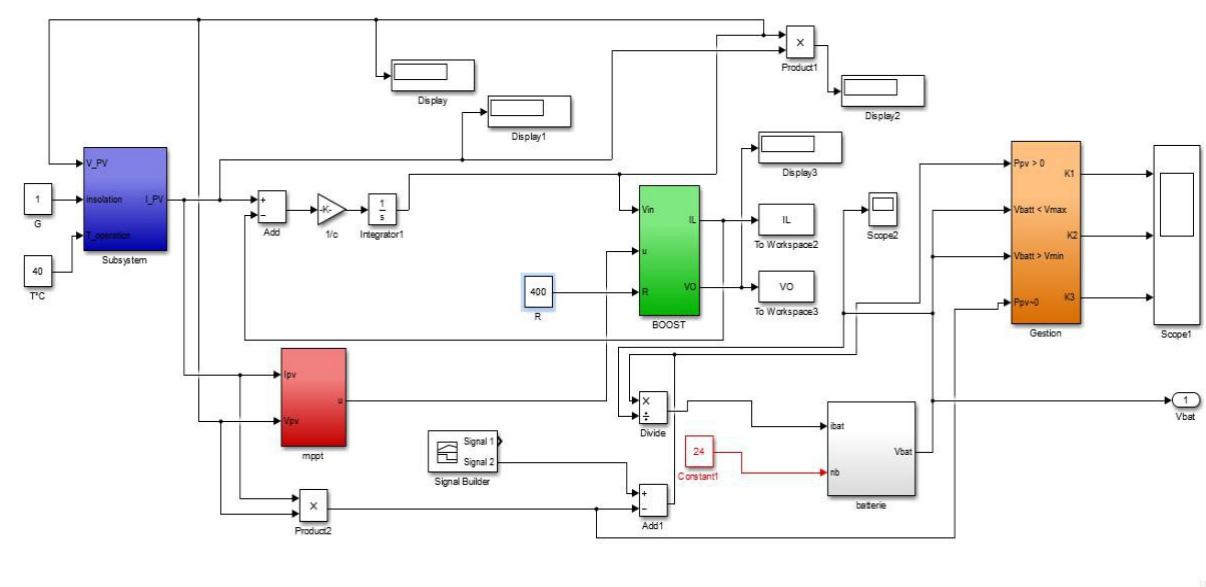 X
Product1
Display
Display2
Display1
V_PV
insolation
I_PV
T_operation
Subsystem
1
G
40
T°C
+
−
Add
-K-
1/c
1
s
Integrator1
Display3
Vin
IL
u
VO
R
BOOST
IL
To Workspace2
VO
To Workspace3
400
R
Scope2
Ppv > 0
K1
Vbatt < Vmax
K2
Vbatt > Vmin
K3
Ppv~0
Gestion
Scope1
Ipv
u
Vpv
mppt
Signal 1
Signal 2
Signal Builder
X
÷
Divide
24
Constant1
ibat
Vbat
nb
batterie
1
Vbat
X
Product2
+
−
Add1